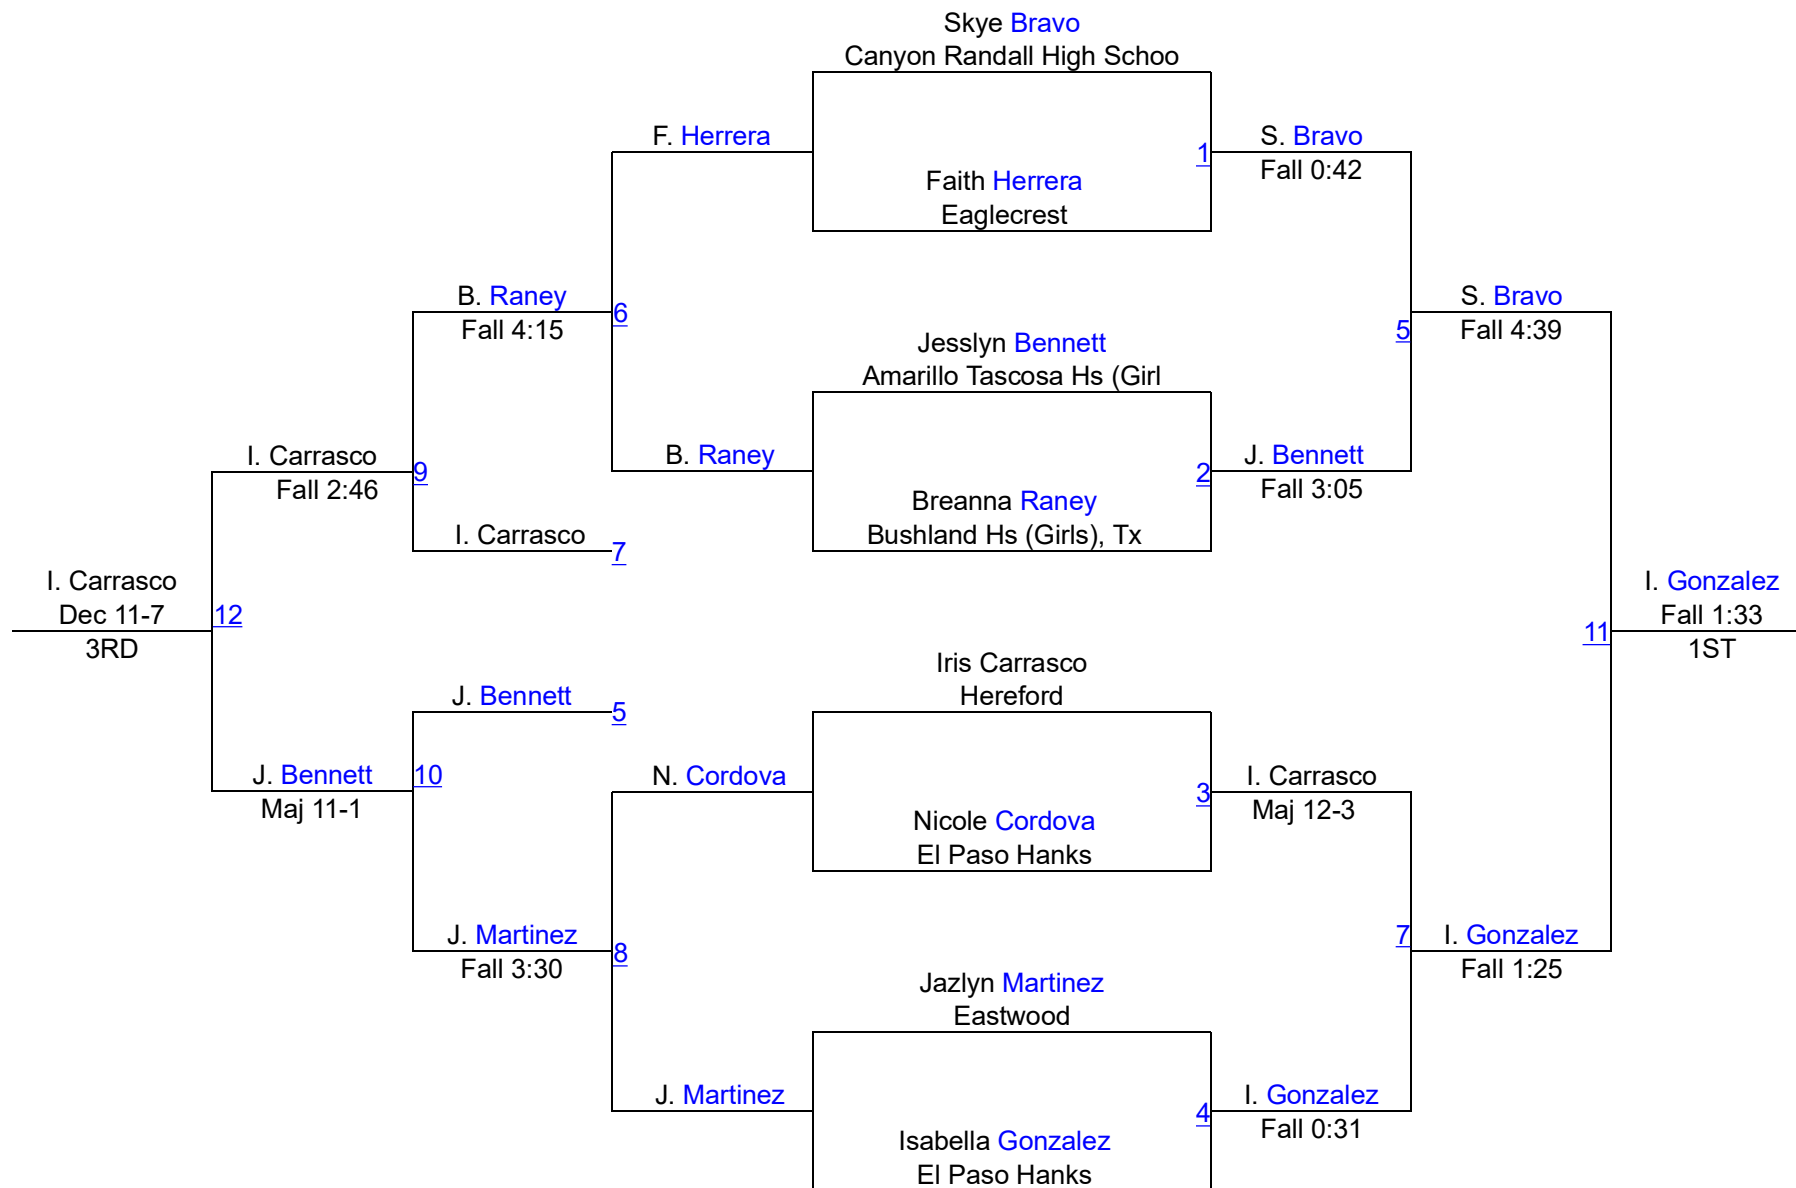 Skye Bravo
Canyon Randall High Schoo
F. Herrera
1
S. Bravo
Fall 0:42
Faith Herrera
Eaglecrest
B. Raney
Fall 4:15
6
S. Bravo
Fall 4:39
5
Jesslyn Bennett
Amarillo Tascosa Hs (Girl
I. Carrasco
Fall 2:46
9
B. Raney
2
J. Bennett
Fall 3:05
Breanna Raney
Bushland Hs (Girls), Tx
I. Carrasco
7
I. Carrasco
Dec 11-7
3RD
12
11
I. Gonzalez
Fall 1:33
1ST
Iris Carrasco
Hereford
J. Bennett
5
J. Bennett
Maj 11-1
10
N. Cordova
3
I. Carrasco
Maj 12-3
Nicole Cordova
El Paso Hanks
J. Martinez
Fall 3:30
8
7
I. Gonzalez
Fall 1:25
Jazlyn Martinez
Eastwood
J. Martinez
4
I. Gonzalez
Fall 0:31
Isabella Gonzalez
El Paso Hanks